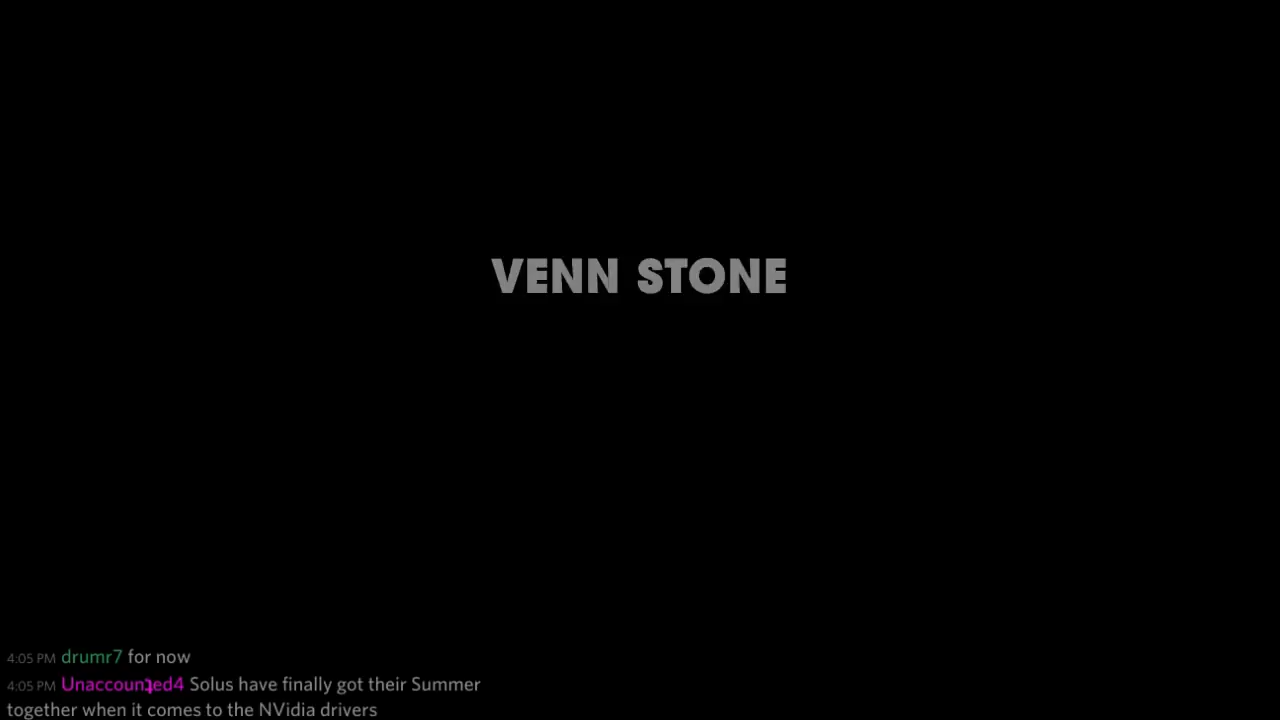 VENN STONE
4:05 PM drumr7 for now
4:05 PM Unaccounted4 Solus have finally got their Summer
together when it comes to the NVidia drivers